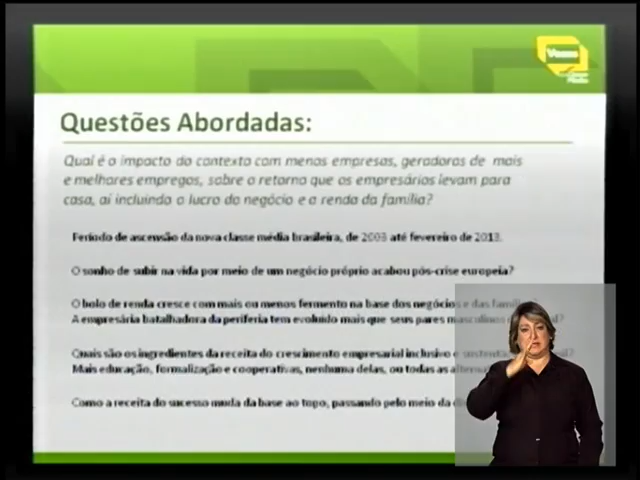 Questões Abordadas:
Qual é o impacto do contexto com menos empresas, geradoras de mais
e melhores empregos, sobre o retorno que os empresários levam para
casa, aí incluindo o lucro do negócio e a renda da família?
Período de ascensão da nova classe média brasileira, de 2003 até fevereiro de 2013.
O sonho de subir na vida por meio de um negócio próprio acabou pós-crise europeia?
O bolo de renda cresce com mais ou menos fermento na base dos negócios e das
A empresária batalhadora da periferia tem evoluído mais que seus pares masculinos
Quais são os ingredientes da receita do crescimento empresarial inclusivo e
Mais educação, formalização e cooperativas, nenhuma delas, ou todas as
Como a receita do sucesso muda da base ao topo, passando pelo meio da